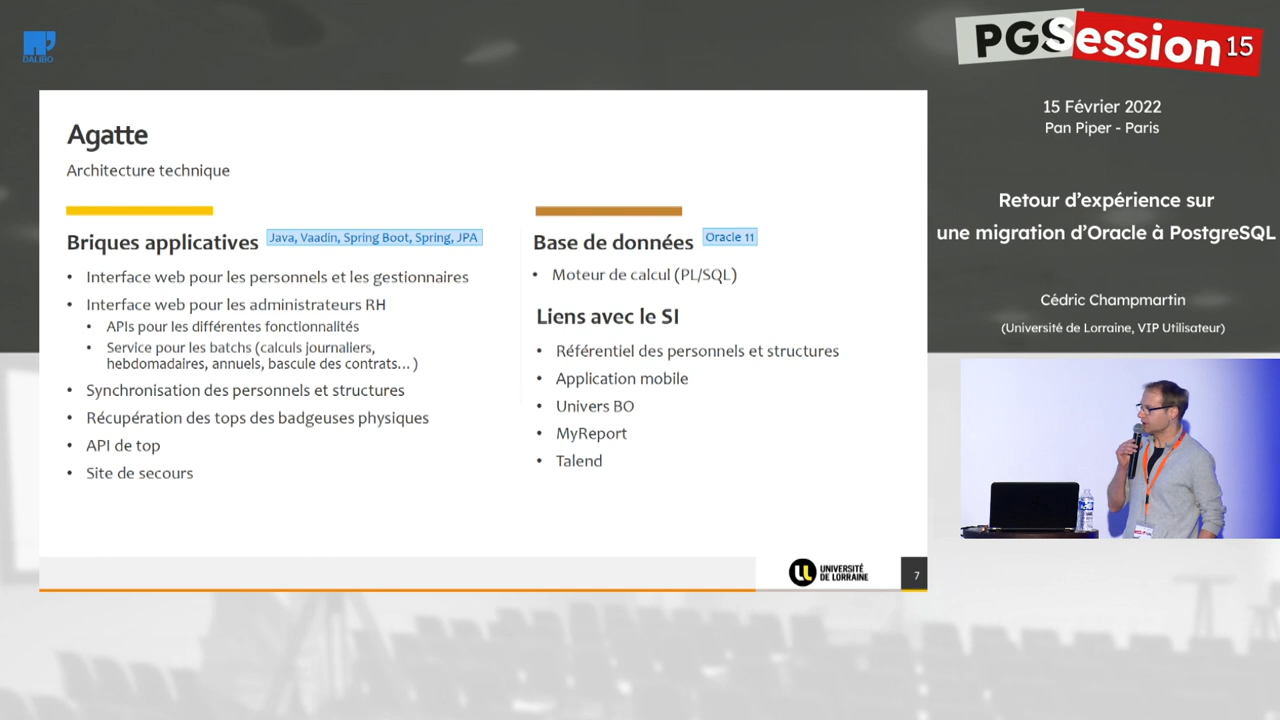 DALIBO
PGSession 15
15 Février 2022
Pan Piper - Paris
Retour d'expérience sur
une migration d'Oracle à PostgreSQL
Cédric Champmartin
(Université de Lorraine, VIP Utilisateur)
Agatte
Architecture technique
Briques applicatives
Java, Vaadin, Spring Boot, Spring, JPA
• Interface web pour les personnels et les gestionnaires
• Interface web pour les administrateurs RH
• APIs pour les différentes fonctionnalités
• Service pour les batchs (calculs journaliers,
hebdomadaires, annuels, bascule des contrats... )
• Synchronisation des personnels et structures
• Récupération des tops des badgeuses physiques
• API de top
• Site de secours
Base de données
Oracle 11
• Moteur de calcul (PL/SQL)
Liens avec le SI
• Référentiel des personnels et structures
• Application mobile
• Univers BO
• MyReport
• Talend
UNIVERSITÉ
DE LORRAINE
7